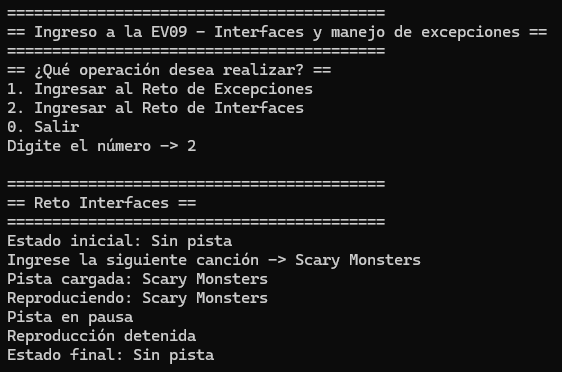 ==========================================
== Ingreso a la EV09 - Interfaces y manejo de excepciones ==
==========================================
== ¿Qué operación desea realizar? ==
1. Ingresar al Reto de Excepciones
2. Ingresar al Reto de Interfaces
0. Salir
Digite el número -> 2
==========================================
== Reto Interfaces ==
==========================================
Estado inicial: Sin pista
Ingrese la siguiente canción -> Scary Monsters
Pista cargada: Scary Monsters
Reproduciendo: Scary Monsters
Pista en pausa
Reproducción detenida
Estado final: Sin pista